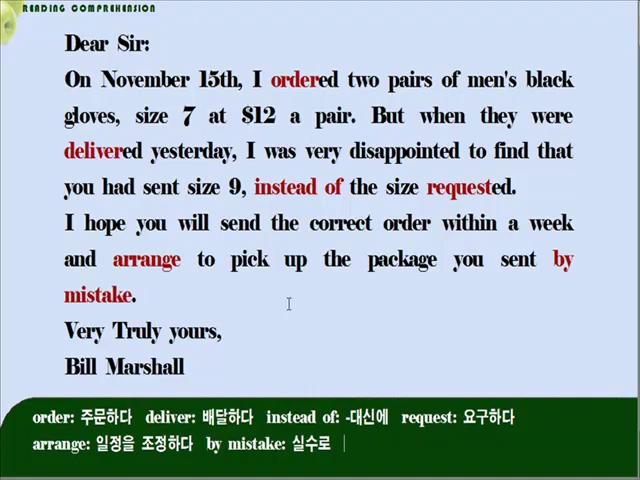 READING COMPREHENSION
Dear Sir:
On November 15th, I ordered two pairs of men's black
gloves, size 7 at $12 a pair. But when they were
delivered yesterday, I was very disappointed to find that
you had sent size 9, instead of the size requested.
I hope you will send the correct order within a week
and arrange to pick up the package you sent by
mistake.
Very Truly yours,
Bill Marshall
order: 주문하다 deliver: 배달하다 instead of: -대신에 request: 요구하다
arrange: 일정을 조정하다 by mistake: 실수로